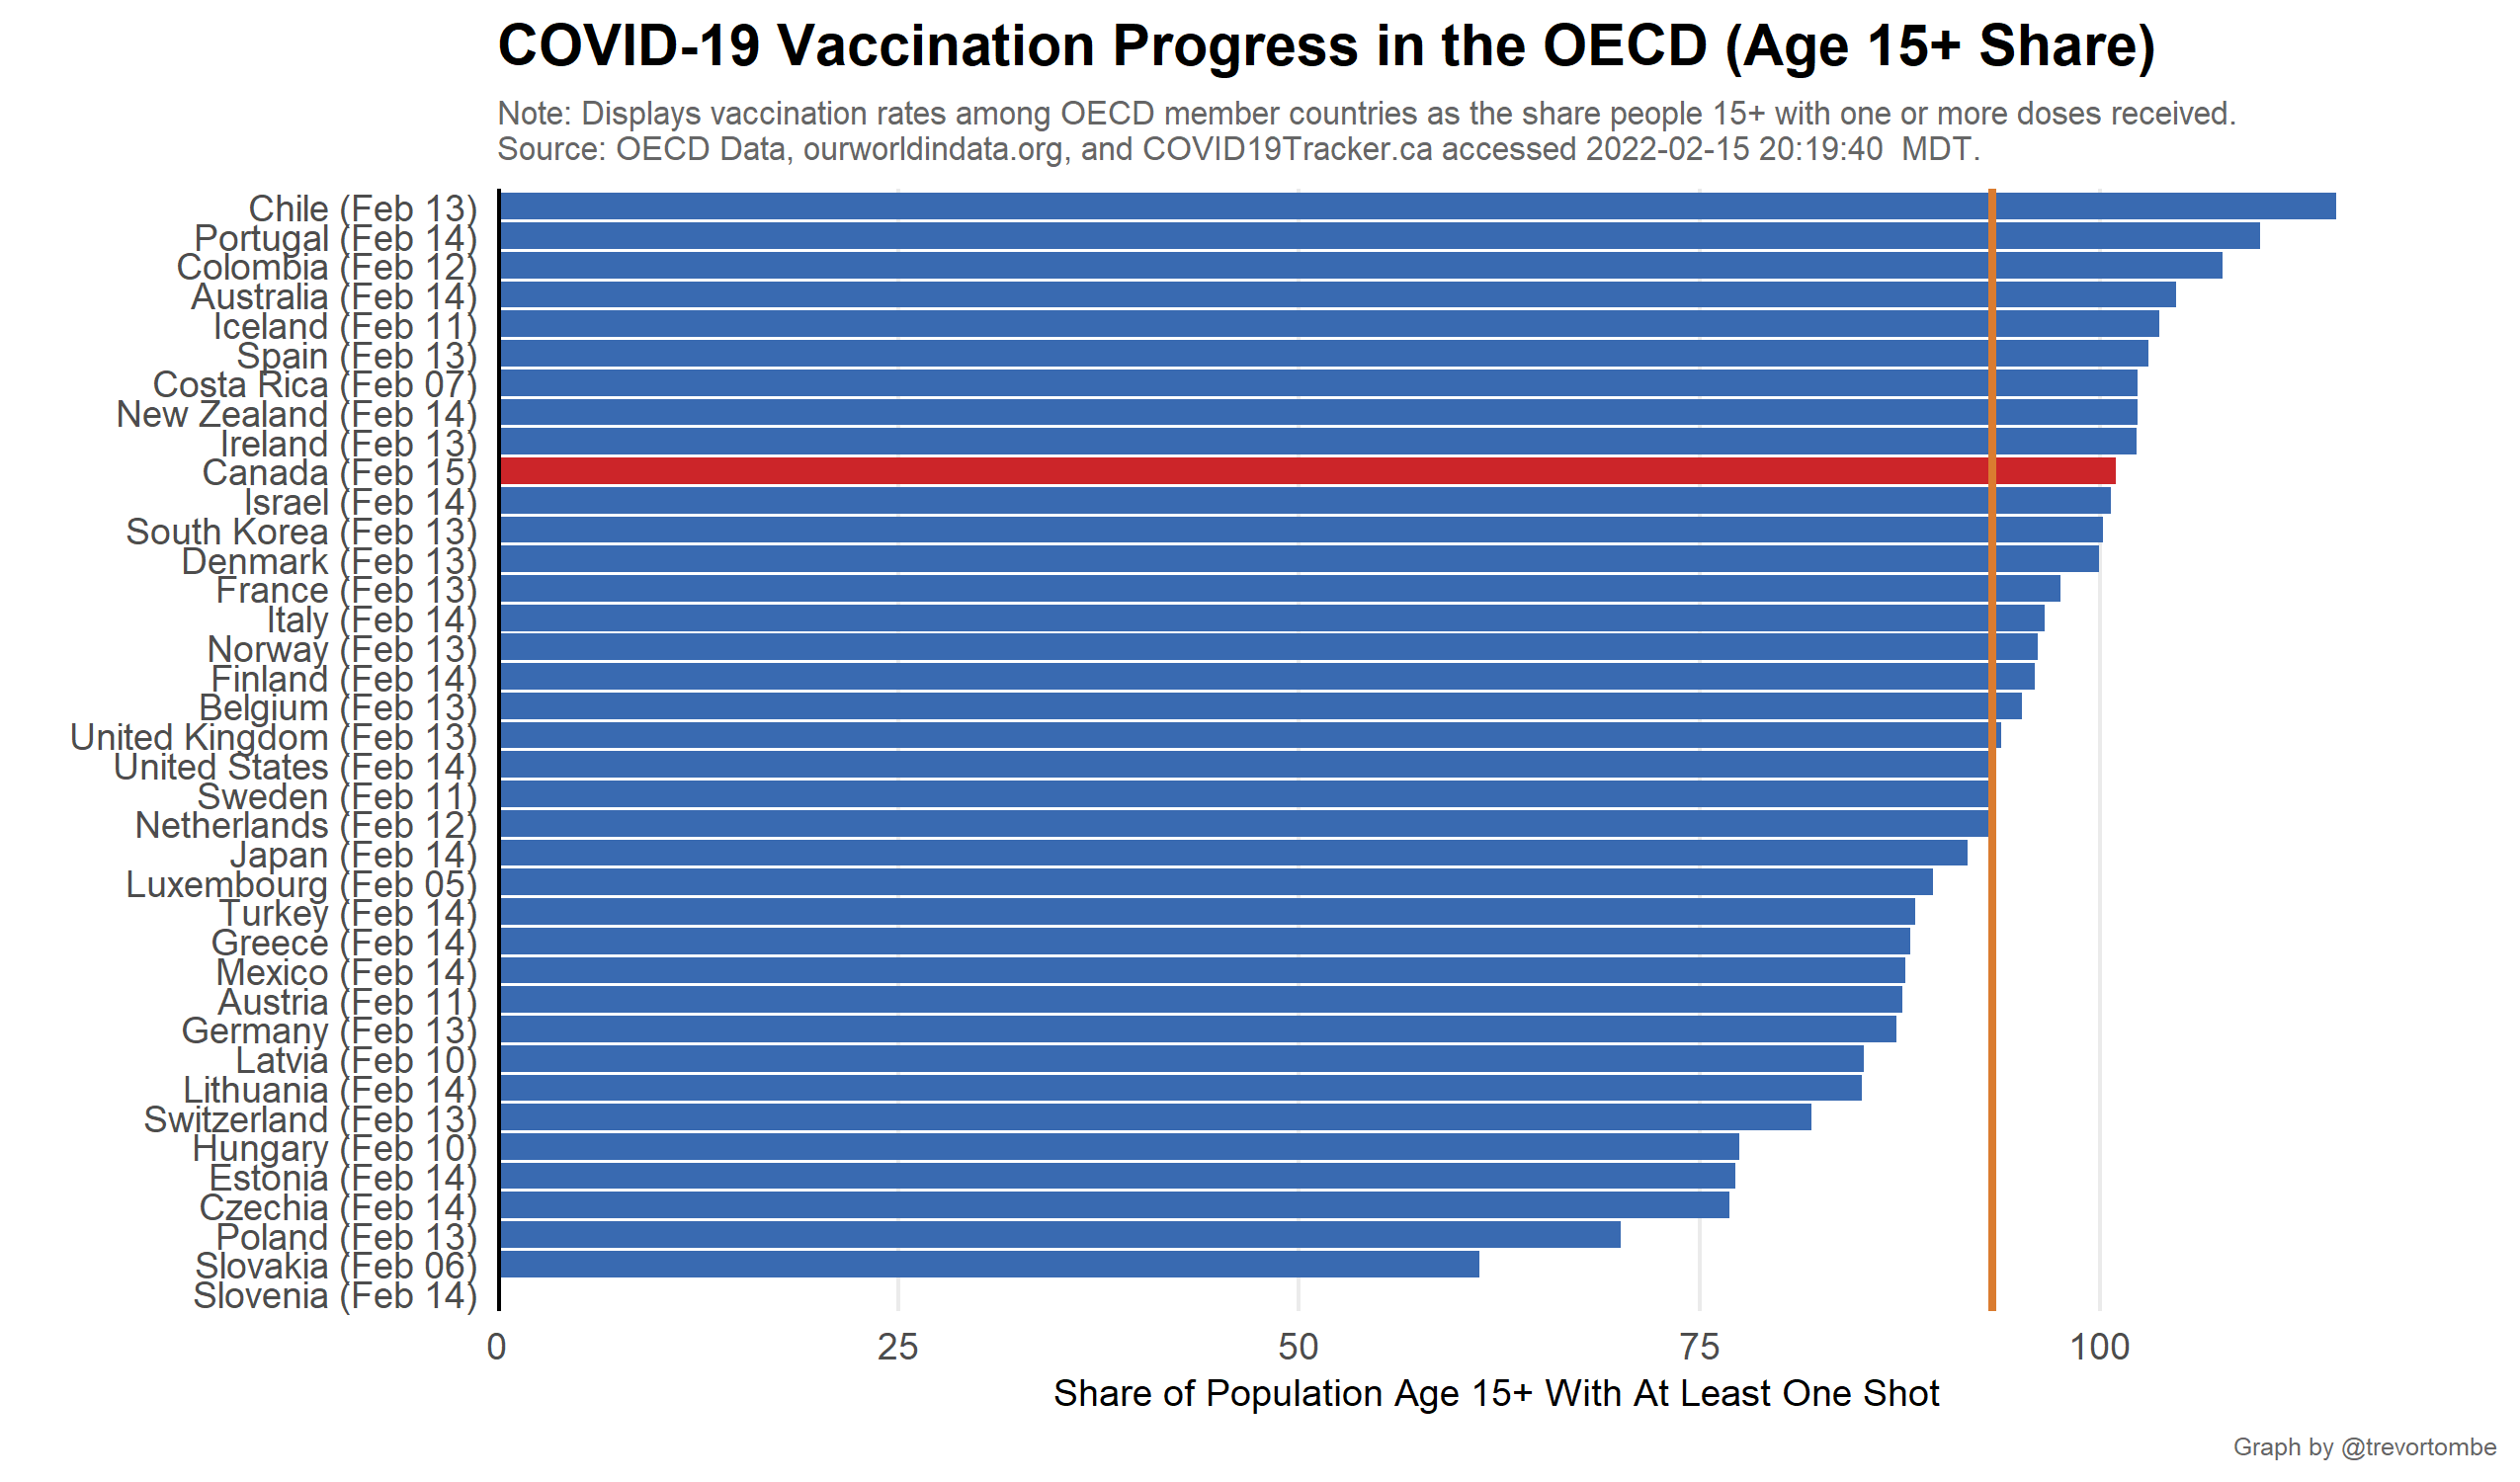 COVID-19 Vaccination Progress in the OECD (Age 15+ Share)
Note: Displays vaccination rates among OECD member countries as the share people 15+ with one or more doses received.
Source: OECD Data, ourworldindata.org, and COVID19Tracker.ca accessed 2022-02-15 20:19:40  MDT.
Chile (Feb 13)
Portugal (Feb 14)
Colombia (Feb 12)
Australia (Feb 14)
Iceland (Feb 11)
Spain (Feb 13)
Costa Rica (Feb 07)
New Zealand (Feb 14)
Ireland (Feb 13)
Canada (Feb 15)
Israel (Feb 14)
South Korea (Feb 13)
Denmark (Feb 13)
France (Feb 13)
Italy (Feb 14)
Norway (Feb 13)
Finland (Feb 14)
Belgium (Feb 13)
United Kingdom (Feb 13)
United States (Feb 14)
Sweden (Feb 11)
Netherlands (Feb 12)
Japan (Feb 14)
Luxembourg (Feb 05)
Turkey (Feb 14)
Greece (Feb 14)
Mexico (Feb 14)
Austria (Feb 11)
Germany (Feb 13)
Latvia (Feb 10)
Lithuania (Feb 14)
Switzerland (Feb 13)
Hungary (Feb 10)
Estonia (Feb 14)
Czechia (Feb 14)
Poland (Feb 13)
Slovakia (Feb 06)
Slovenia (Feb 14)
0 25 50 75 100
Share of Population Age 15+ With At Least One Shot
Graph by @trevortombe